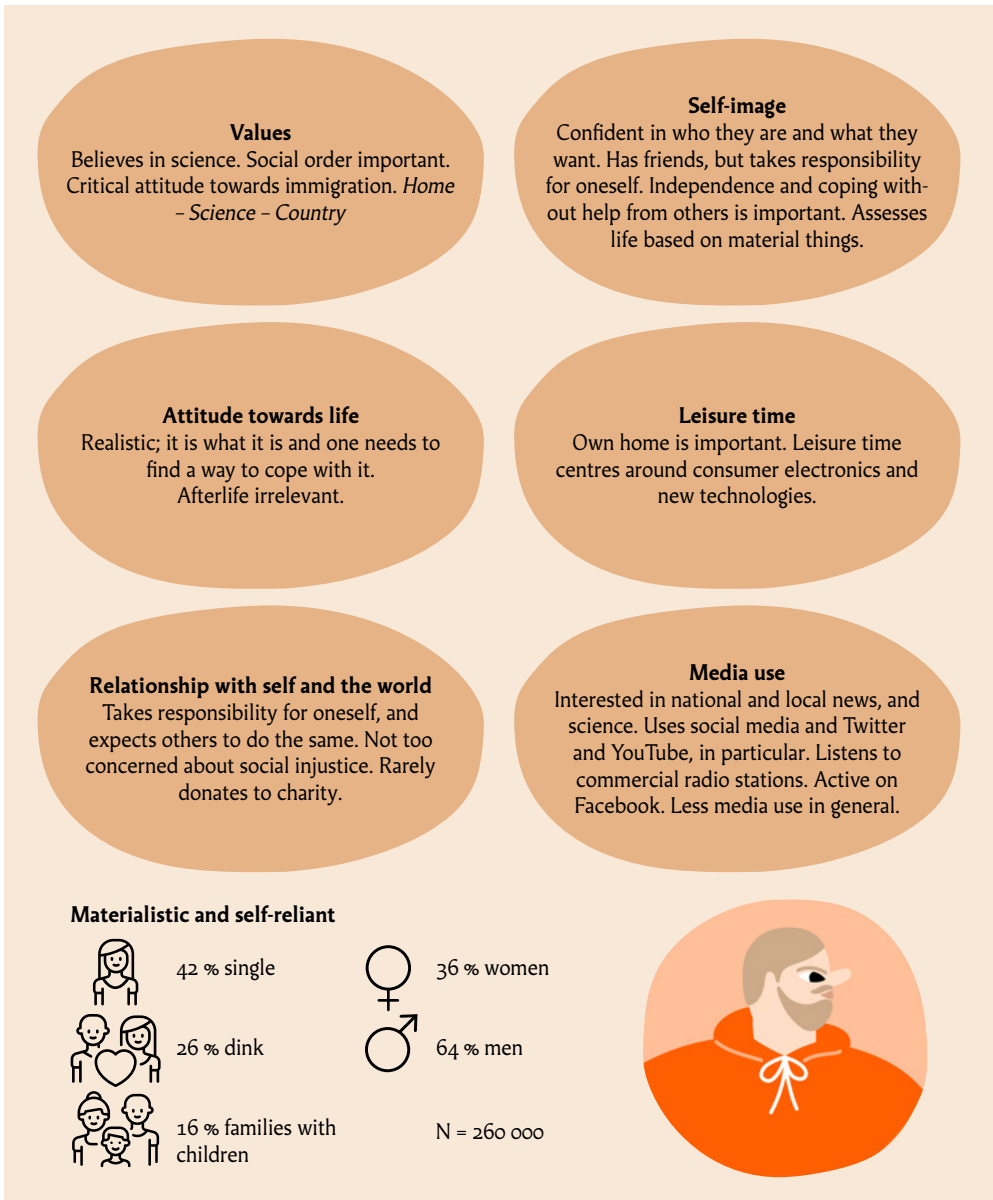 Values
Believes in science. Social order important.
Critical attitude towards immigration. Home
– Science – Country
Self-image
Confident in who they are and what they
want. Has friends, but takes responsibility
for oneself. Independence and coping with-
out help from others is important. Assesses
life based on material things.
Attitude towards life
Realistic; it is what it is and one needs to
find a way to cope with it.
Afterlife irrelevant.
Leisure time
Own home is important. Leisure time
centres around consumer electronics and
new technologies.
Relationship with self and the world
Takes responsibility for oneself, and
expects others to do the same. Not too
concerned about social injustice. Rarely
donates to charity.
Media use
Interested in national and local news, and
science. Uses social media and Twitter
and YouTube, in particular. Listens to
commercial radio stations. Active on
Facebook. Less media use in general.
Materialistic and self-reliant
42 % single
26 % dink
16 % families with
children
36 % women
64 % men
N = 260 000